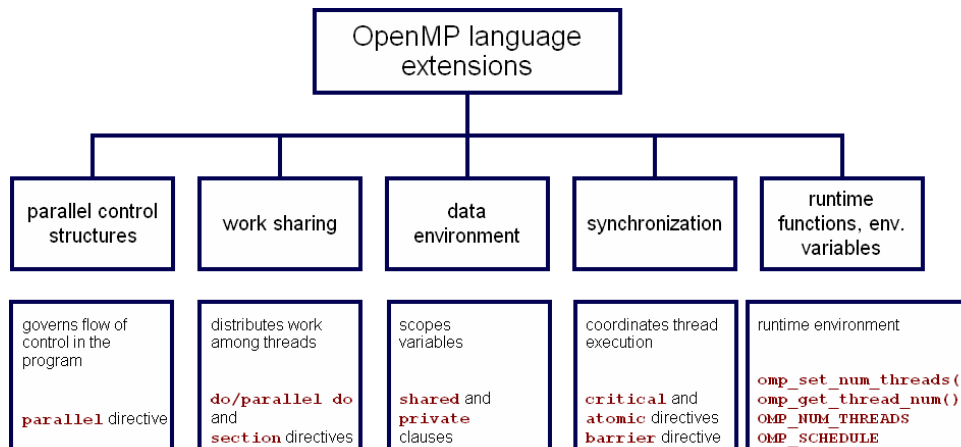 OpenMP language
extensions
parallel control
structures
work sharing
data
environment
synchronization
runtime
functions, env.
variables
governs flow of
control in the
program
parallel directive
distributes work
among threads
do/parallel do
and
section directives
scopes
variables
shared and
private
clauses
coordinates thread
execution
critical and
atomic directives
barrier directive
runtime environment
omp_set_num_threads(
omp_get_thread_num()
OMP_NUM_THREADS
OMP_SCHEDULE